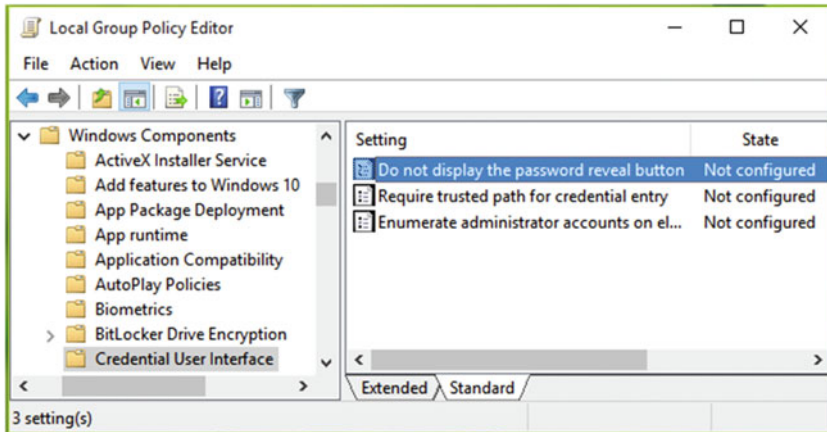 Local Group Policy Editor
File Action View Help
Windows Components
ActiveX Installer Service
Add features to Windows 10
App Package Deployment
App runtime
Application Compatibility
AutoPlay Policies
Biometrics
BitLocker Drive Encryption
Credential User Interface
Setting State
Do not display the password reveal button Not configured
Require trusted path for credential entry Not configured
Enumerate administrator accounts on el... Not configured
Extended Standard
3 setting(s)